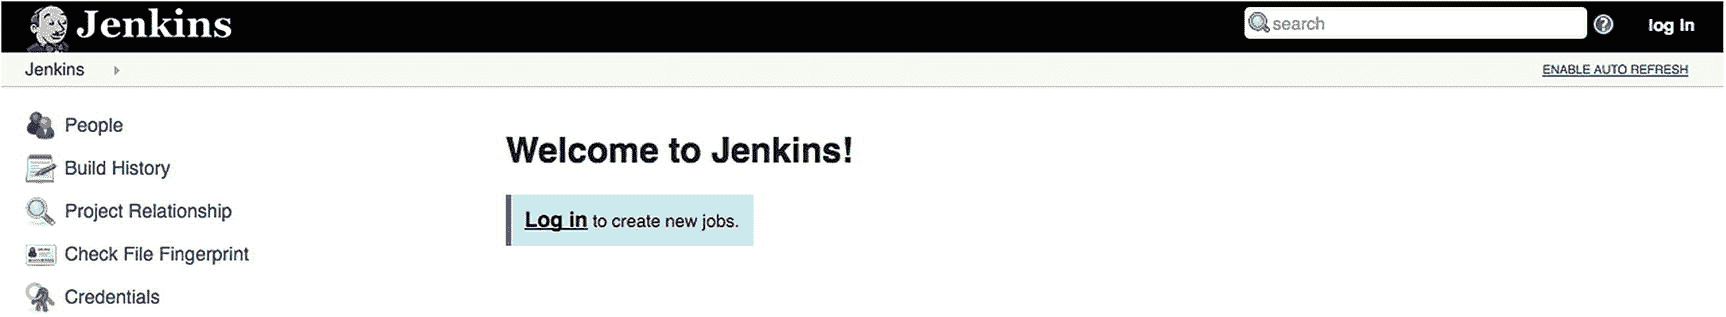 Jenkins
search
log in
Jenkins
ENABLE AUTO REFRESH
People
Build History
Project Relationship
Check File Fingerprint
Credentials
Welcome to Jenkins!
Log in to create new jobs.